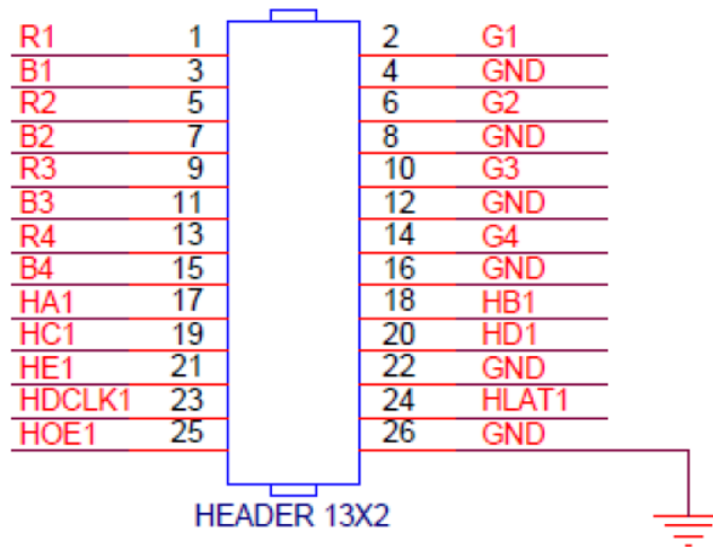 R1 1 2 G1
B1 3 4 GND
R2 5 6 G2
B2 7 8 GND
R3 9 10 G3
B3 11 12 GND
R4 13 14 G4
B4 15 16 GND
HA1 17 18 HB1
HC1 19 20 HD1
HE1 21 22 GND
HDCLK1 23 24 HLAT1
HOE1 25 26 GND
HEADER 13X2